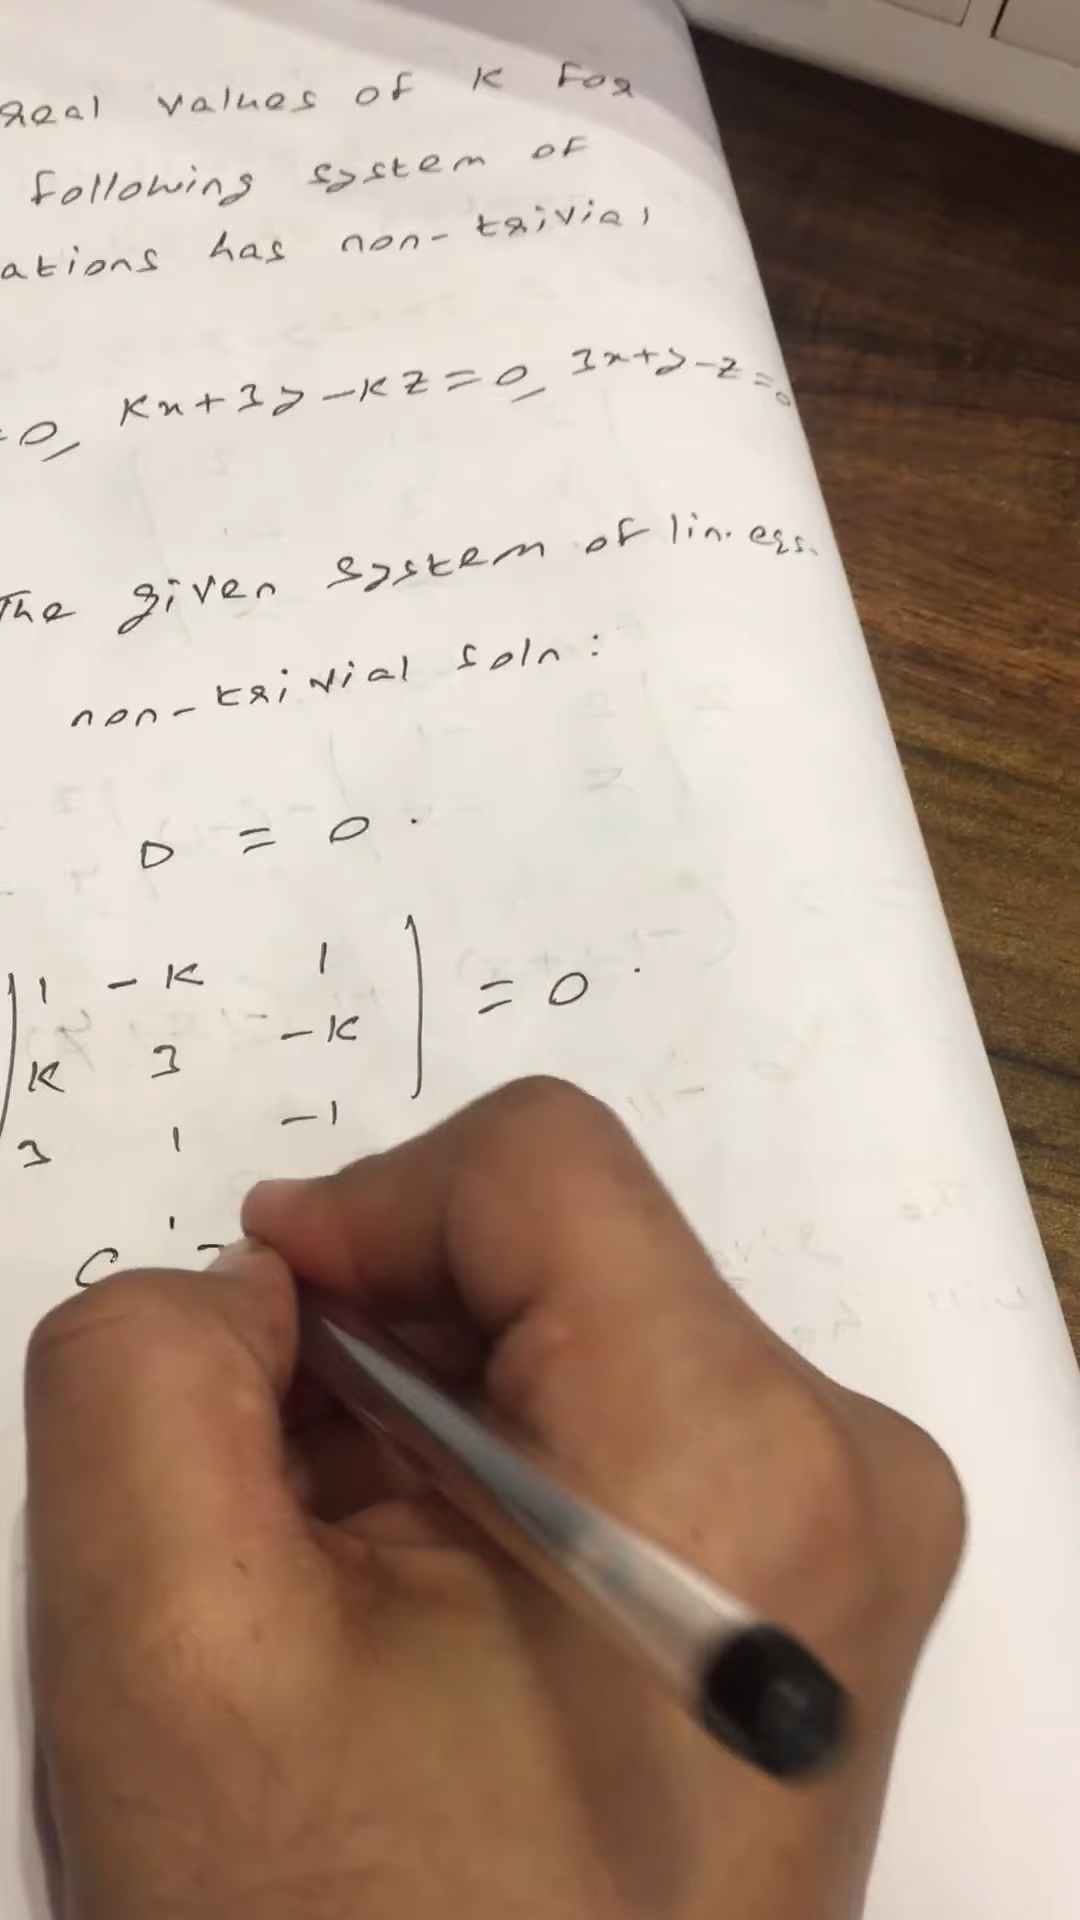 real values of K for
following system of
ations has non-trivial
=0, Kx+3y-KZ=0, 3x+y-z=0
The given system of lin. eqs.
non-trivial soln:
D = 0.
| 1 -K 1 | = 0.
| K 3 -K |
3 1 -1
C